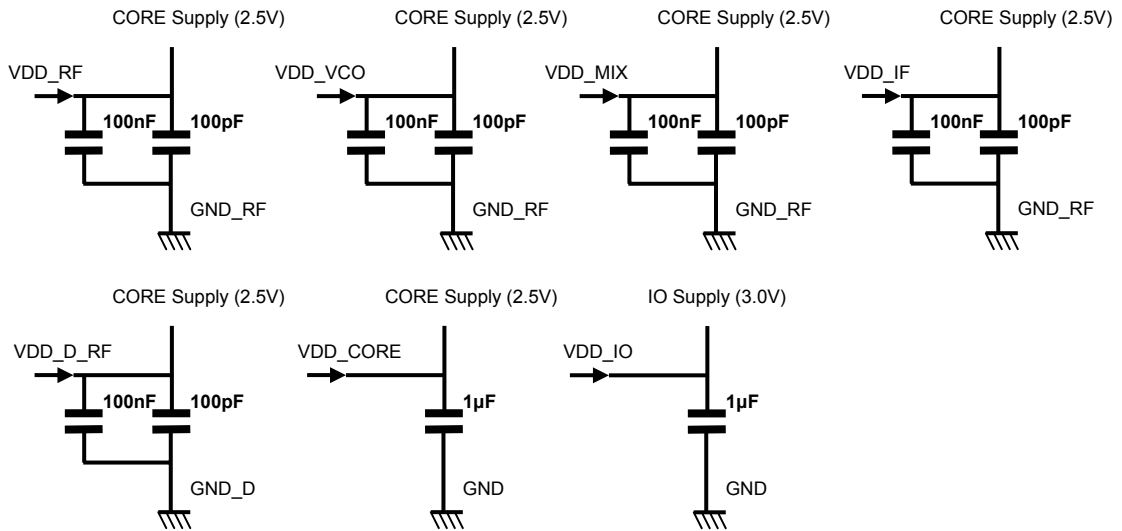 CORE Supply (2.5V) CORE Supply (2.5V) CORE Supply (2.5V) CORE Supply (2.5V)
VDD_RF VDD_VCO VDD_MIX VDD_IF
100nF 100pF 100nF 100pF 100nF 100pF 100nF 100pF
GND_RF GND_RF GND_RF GND_RF
CORE Supply (2.5V) CORE Supply (2.5V) IO Supply (3.0V)
VDD_D_RF VDD_CORE VDD_IO
100nF 100pF 1µF 1µF
GND_D GND GND